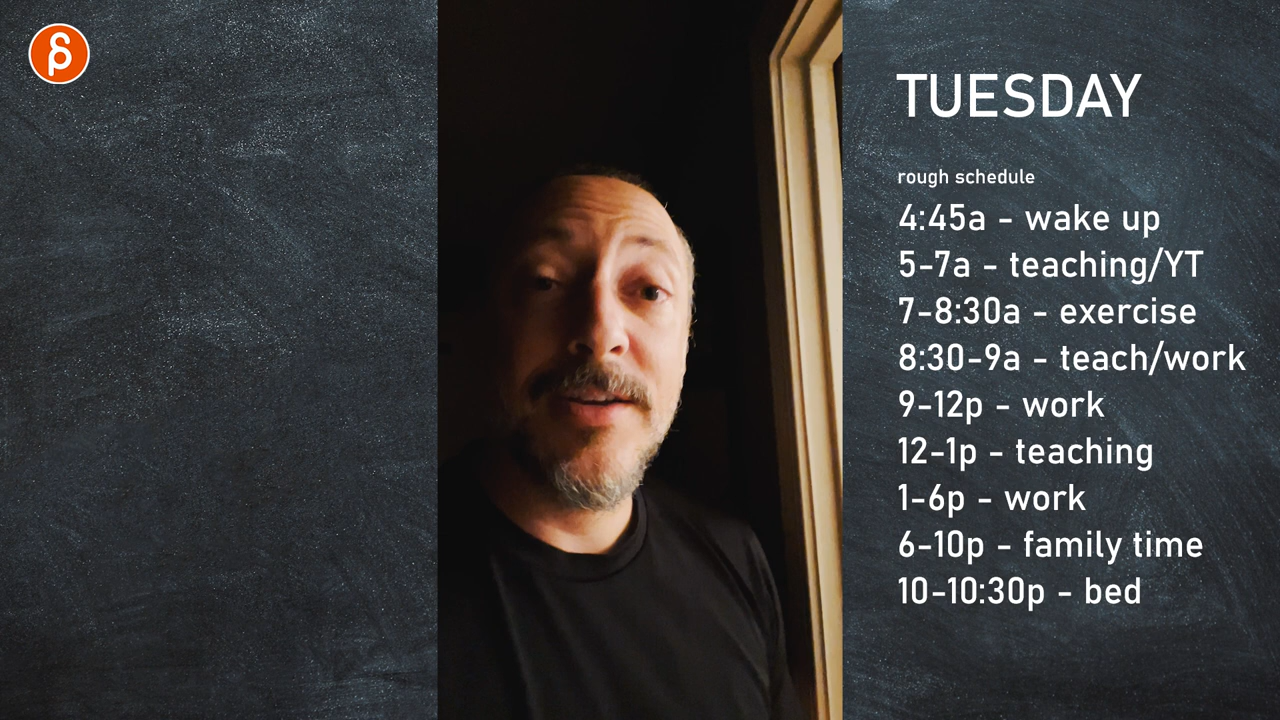 TUESDAY
rough schedule
4:45a - wake up
5-7a - teaching/YT
7-8:30a - exercise
8:30-9a - teach/work
9-12p - work
12-1p - teaching
1-6p - work
6-10p - family time
10-10:30p - bed